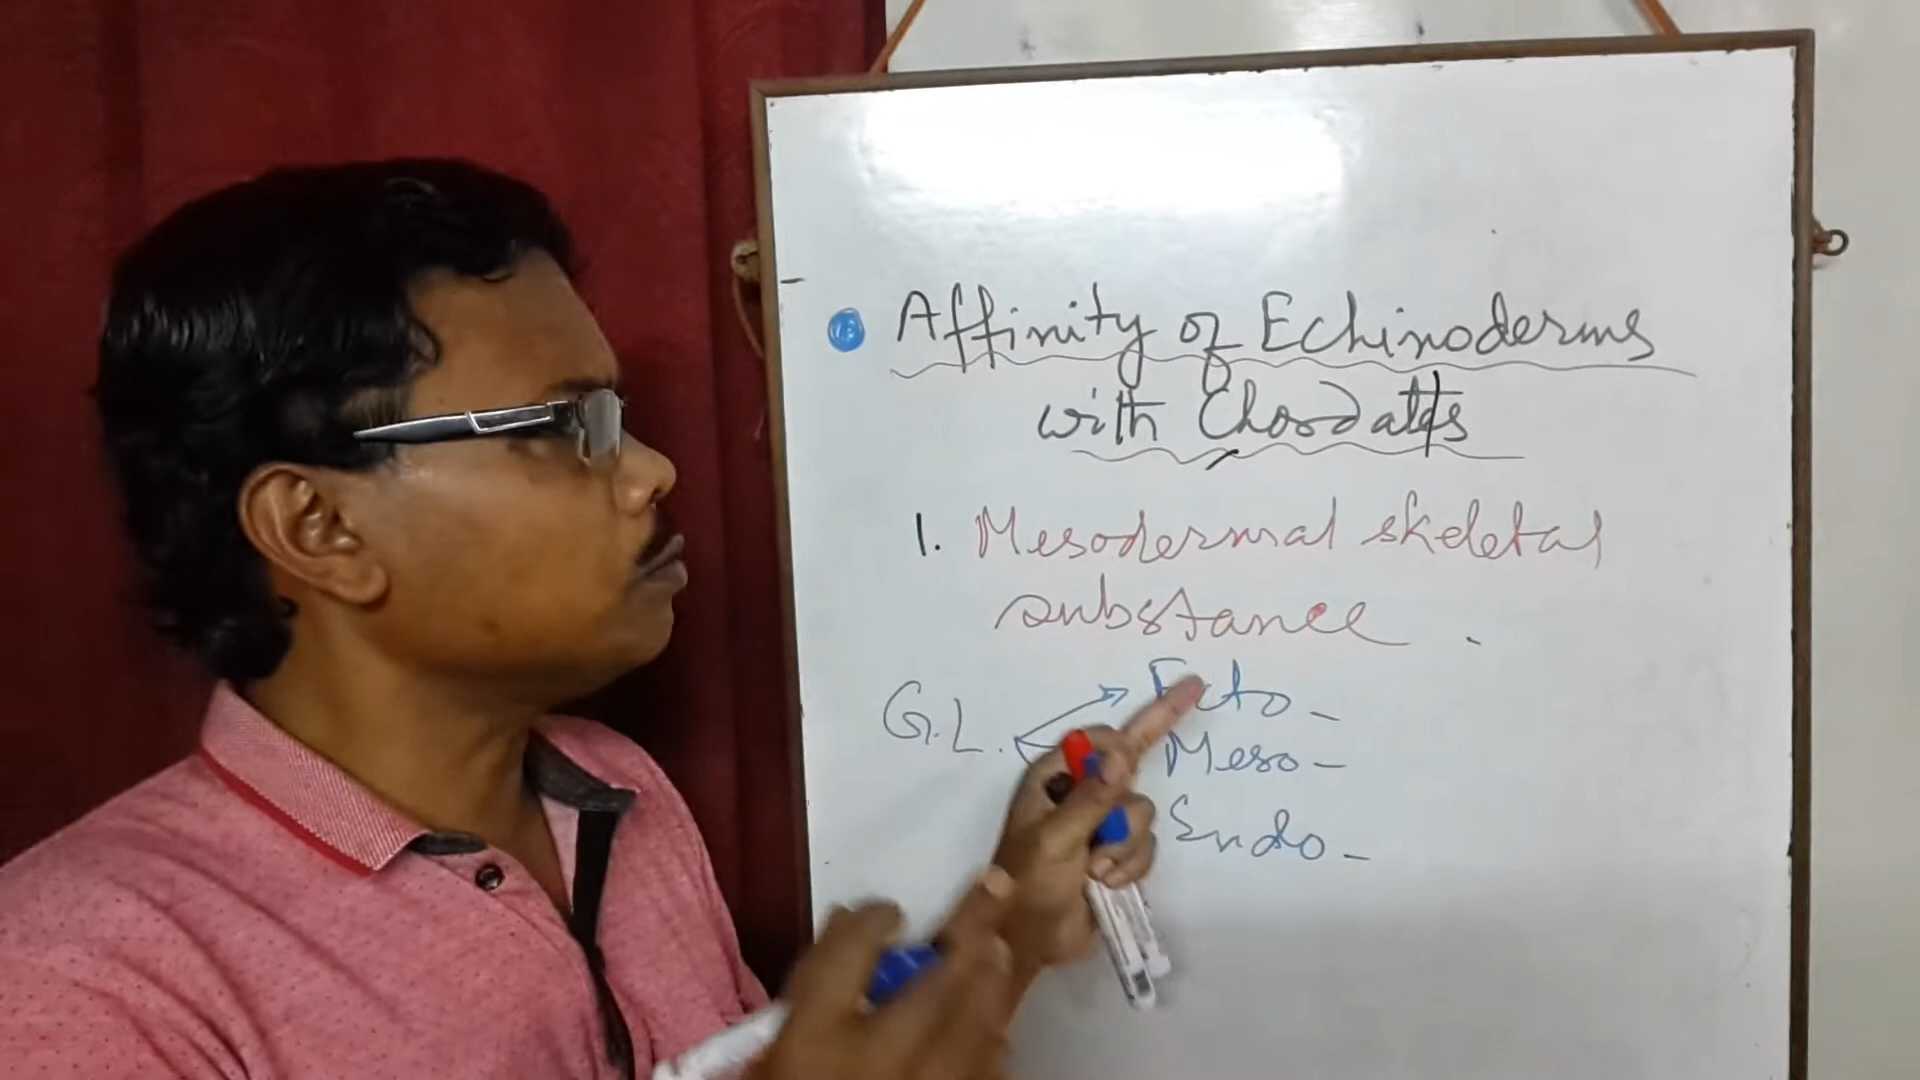 Affinity of Echinoderms
with Chordates
1. Mesodermal skeletal
substance.
G.L. Ecto-
Meso-
Endo-